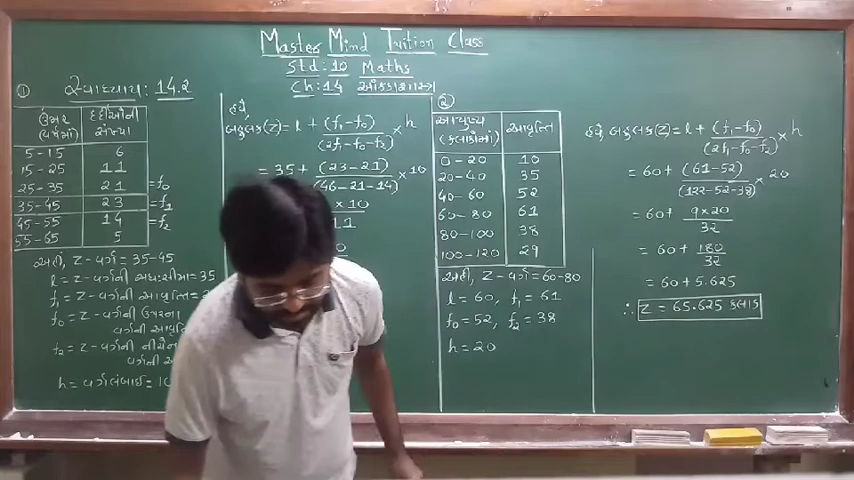 Master Mind Tuition Class
Std: 10 Maths
Ch: 14 આંકડાશાસ્ત્ર
① સ્વાધ્યાય: 14.2
ઉંમર (વર્ષમાં) દર્દીઓની સંખ્યા
5-15 6
15-25 11
25-35 21 = f₀
35-45 23 = f₁
45-55 14 = f₂
55-65 5
અહીં, Z-વર્ગ = 35-45
l = Z-વર્ગની અધઃસીમા = 35
f₁ = Z-વર્ગની આવૃત્તિ = 2
f₀ = Z-વર્ગની ઉપરના
વર્ગની
f₂ = Z-વર્ગની
વર્ગની
h = વર્ગલંબાઈ = 10
હવે,
બહુલક(Z) = l + (f₁-f₀)/(2f₁-f₀-f₂) × h
= 35 + (23-21)/(46-21-14) × 10
× 10
11
②
આયુષ્ય (કલાકોમાં) આવૃત્તિ
0-20 10
20-40 35
40-60 52
60-80 61
80-100 38
100-120 29
અહીં, Z-વર્ગ = 60-80
l = 60, f₁ = 61
f₀ = 52, f₂ = 38
h = 20
હવે, બહુલક(Z) = l + (f₁-f₀)/(2f₁-f₀-f₂) × h
= 60 + (61-52)/(122-52-38) × 20
= 60 + 9×20/32
= 60 + 180/32
= 60 + 5.625
∴ Z = 65.625 કલાક